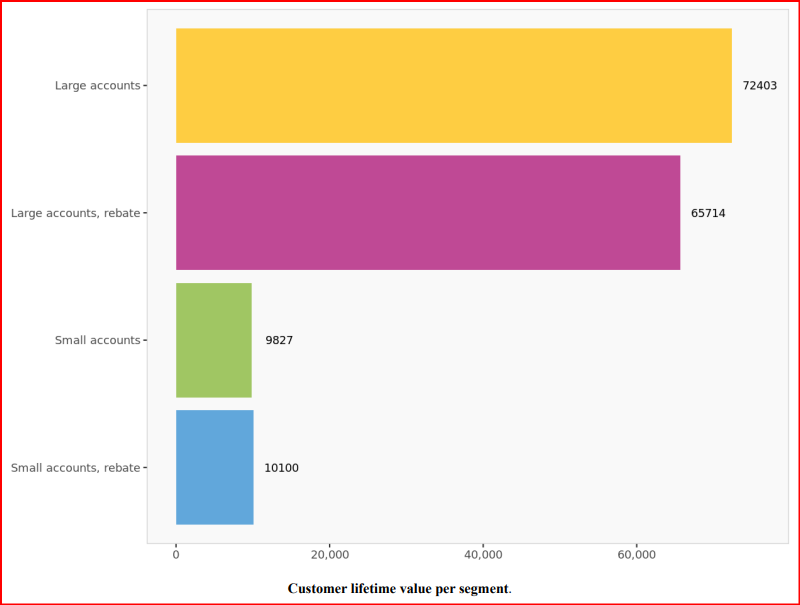 Large accounts
72403
Large accounts, rebate
65714
Small accounts
9827
Small accounts, rebate
10100
0 20,000 40,000 60,000
Customer lifetime value per segment.